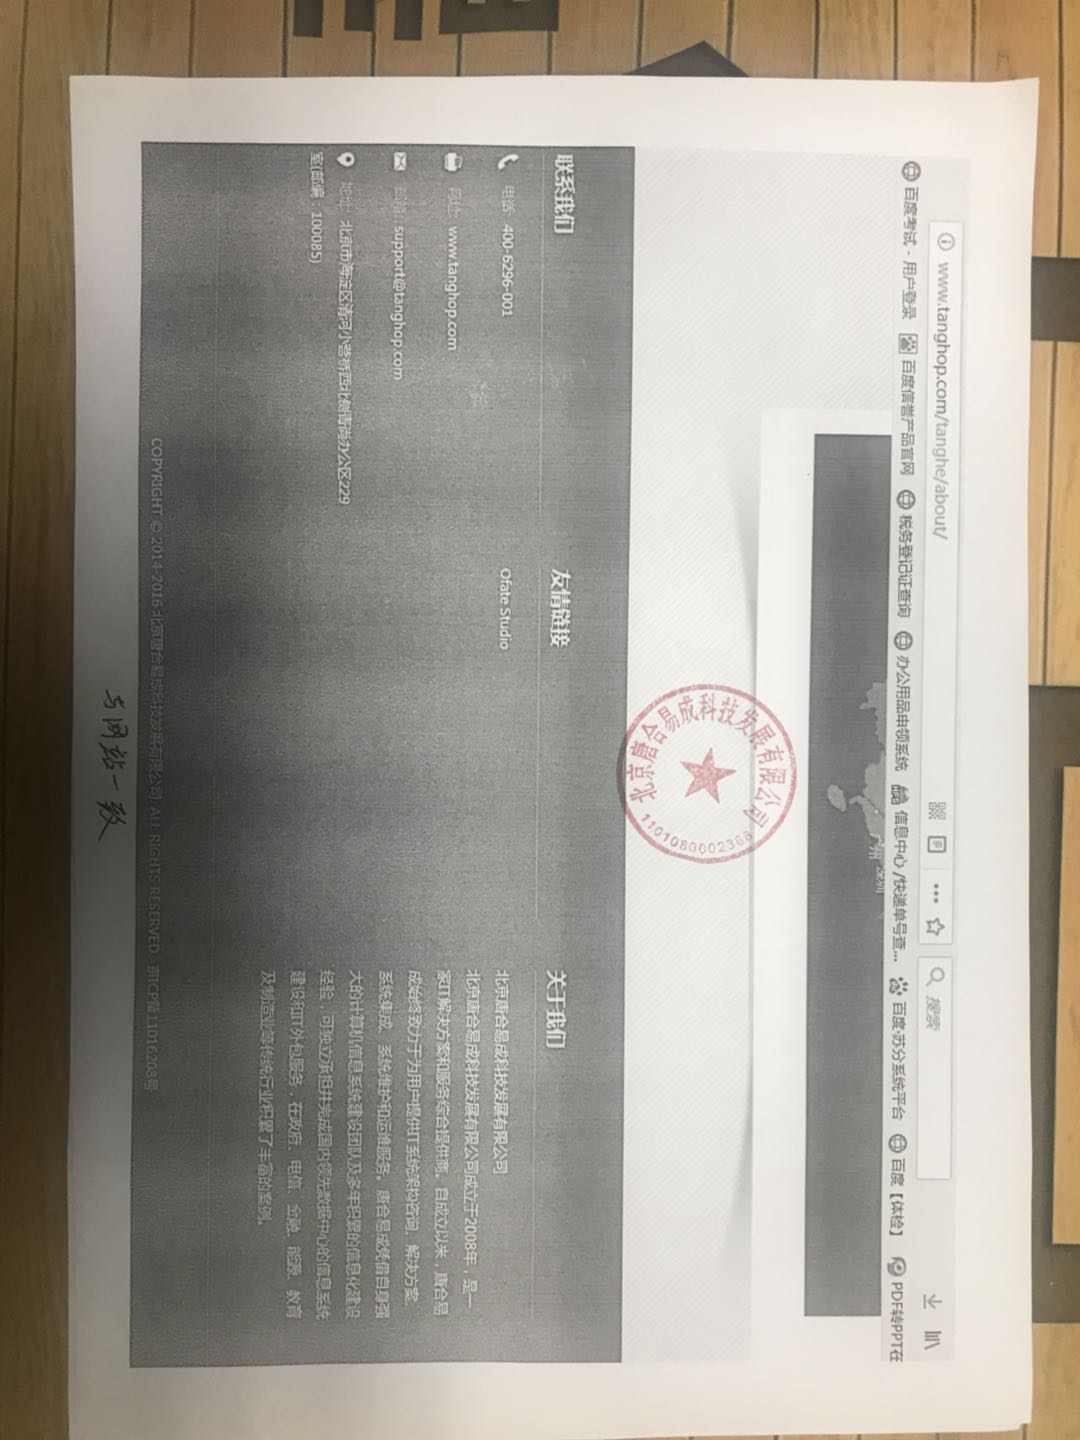 www.tanghop.com/tanghe/about/
搜索
百度考试 - 用户登录 百度信誉产品官网 税务登记证查询 办公用品申领系统 信息中心 /快递单号查... 百度·苏分系统平台 百度【体检】 PDF转PPT在
广州 深圳
北京唐合易成科技发展有限公司
1101080002368
联系我们
电话: 400-6296-001
网址: www.tanghop.com
邮箱: support@tanghop.com
地址: 北京市海淀区清河小营桥西北侧青尚办公区229
室(邮编：100085)
友情链接
Ofate Studio
关于我们
北京唐合易成科技发展有限公司
北京唐合易成科技发展有限公司成立于2008年，是一
家IT解决方案和服务综合提供商。自成立以来，唐合易
成始终致力于为用户提供IT系统架构咨询、解决方案、
系统集成、系统维护和运维服务。唐合易成凭借自身强
大的计算机信息系统建设团队及多年积累的信息化建设
经验，可独立承担并完成国内领先数据中心的信息系统
建设和IT外包服务，在政府、电信、金融、能源、教育
及制造业等传统行业积累了丰富的案例。
COPYRIGHT © 2014-2016 北京唐合易成科技发展有限公司. ALL RIGHTS RESERVED. 京ICP备11016208号
与网站一致